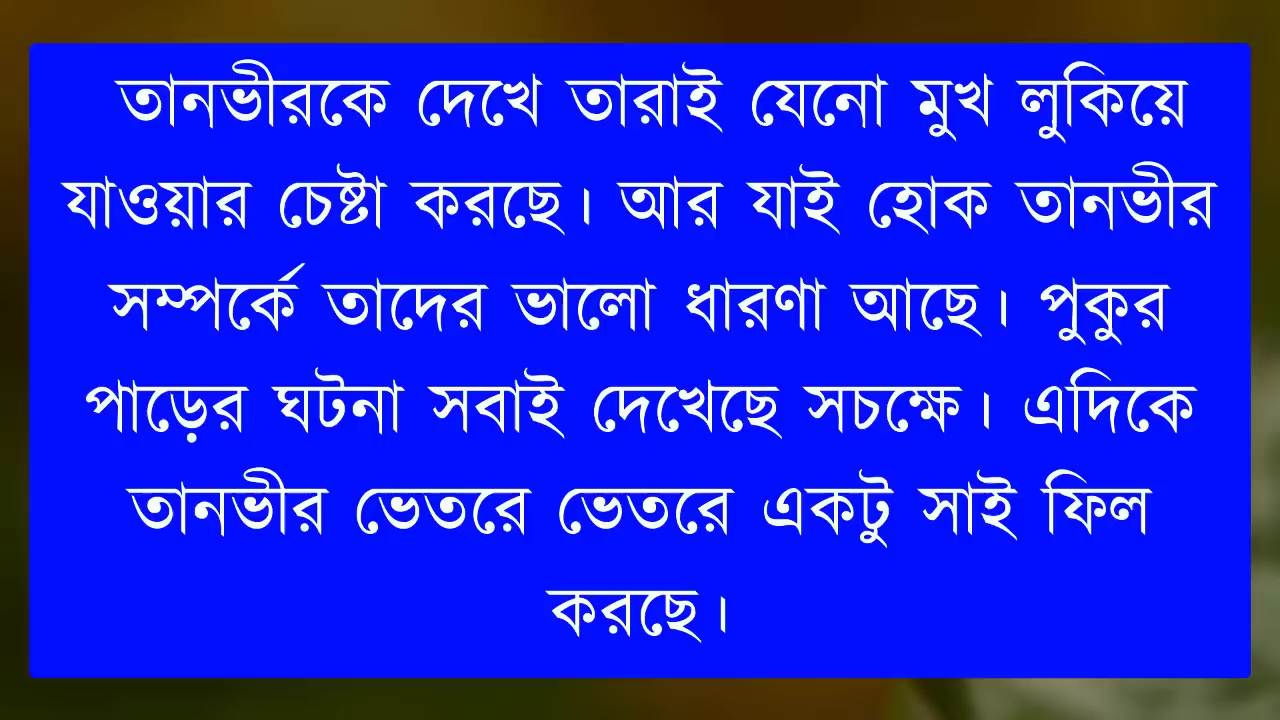 তানভীরকে দেখে তারাই যেনো মুখ লুকিয়ে
যাওয়ার চেষ্টা করছে। আর যাই হোক তানভীর
সম্পর্কে তাদের ভালো ধারণা আছে। পুকুর
পাড়ের ঘটনা সবাই দেখেছে সচক্ষে। এদিকে
তানভীর ভেতরে ভেতরে একটু সাই ফিল
করছে।